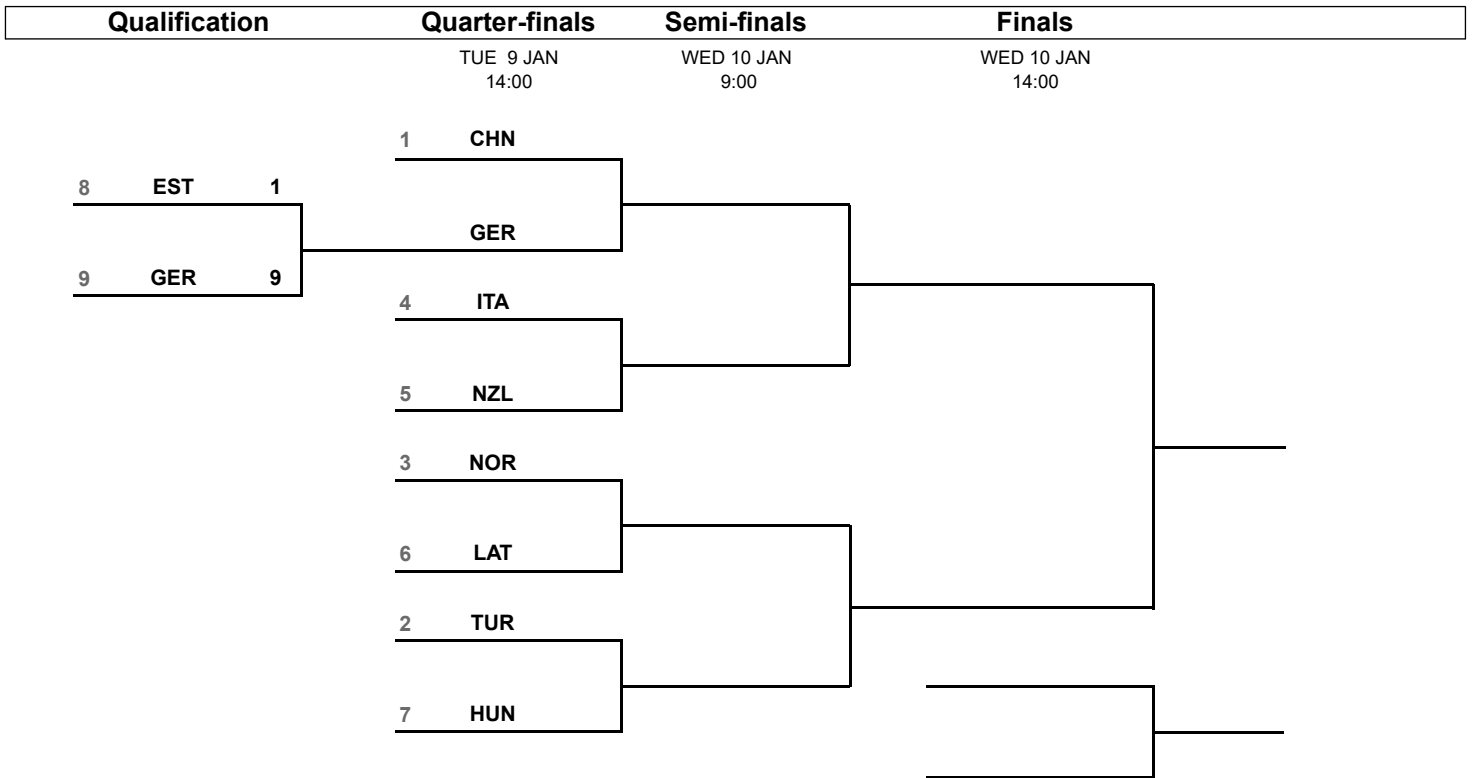 Qualification Quarter-finals Semi-finals Finals
TUE 9 JAN WED 10 JAN WED 10 JAN
14:00 9:00 14:00
1 CHN
8 EST 1
GER
9 GER 9
4 ITA
5 NZL
3 NOR
6 LAT
2 TUR
7 HUN